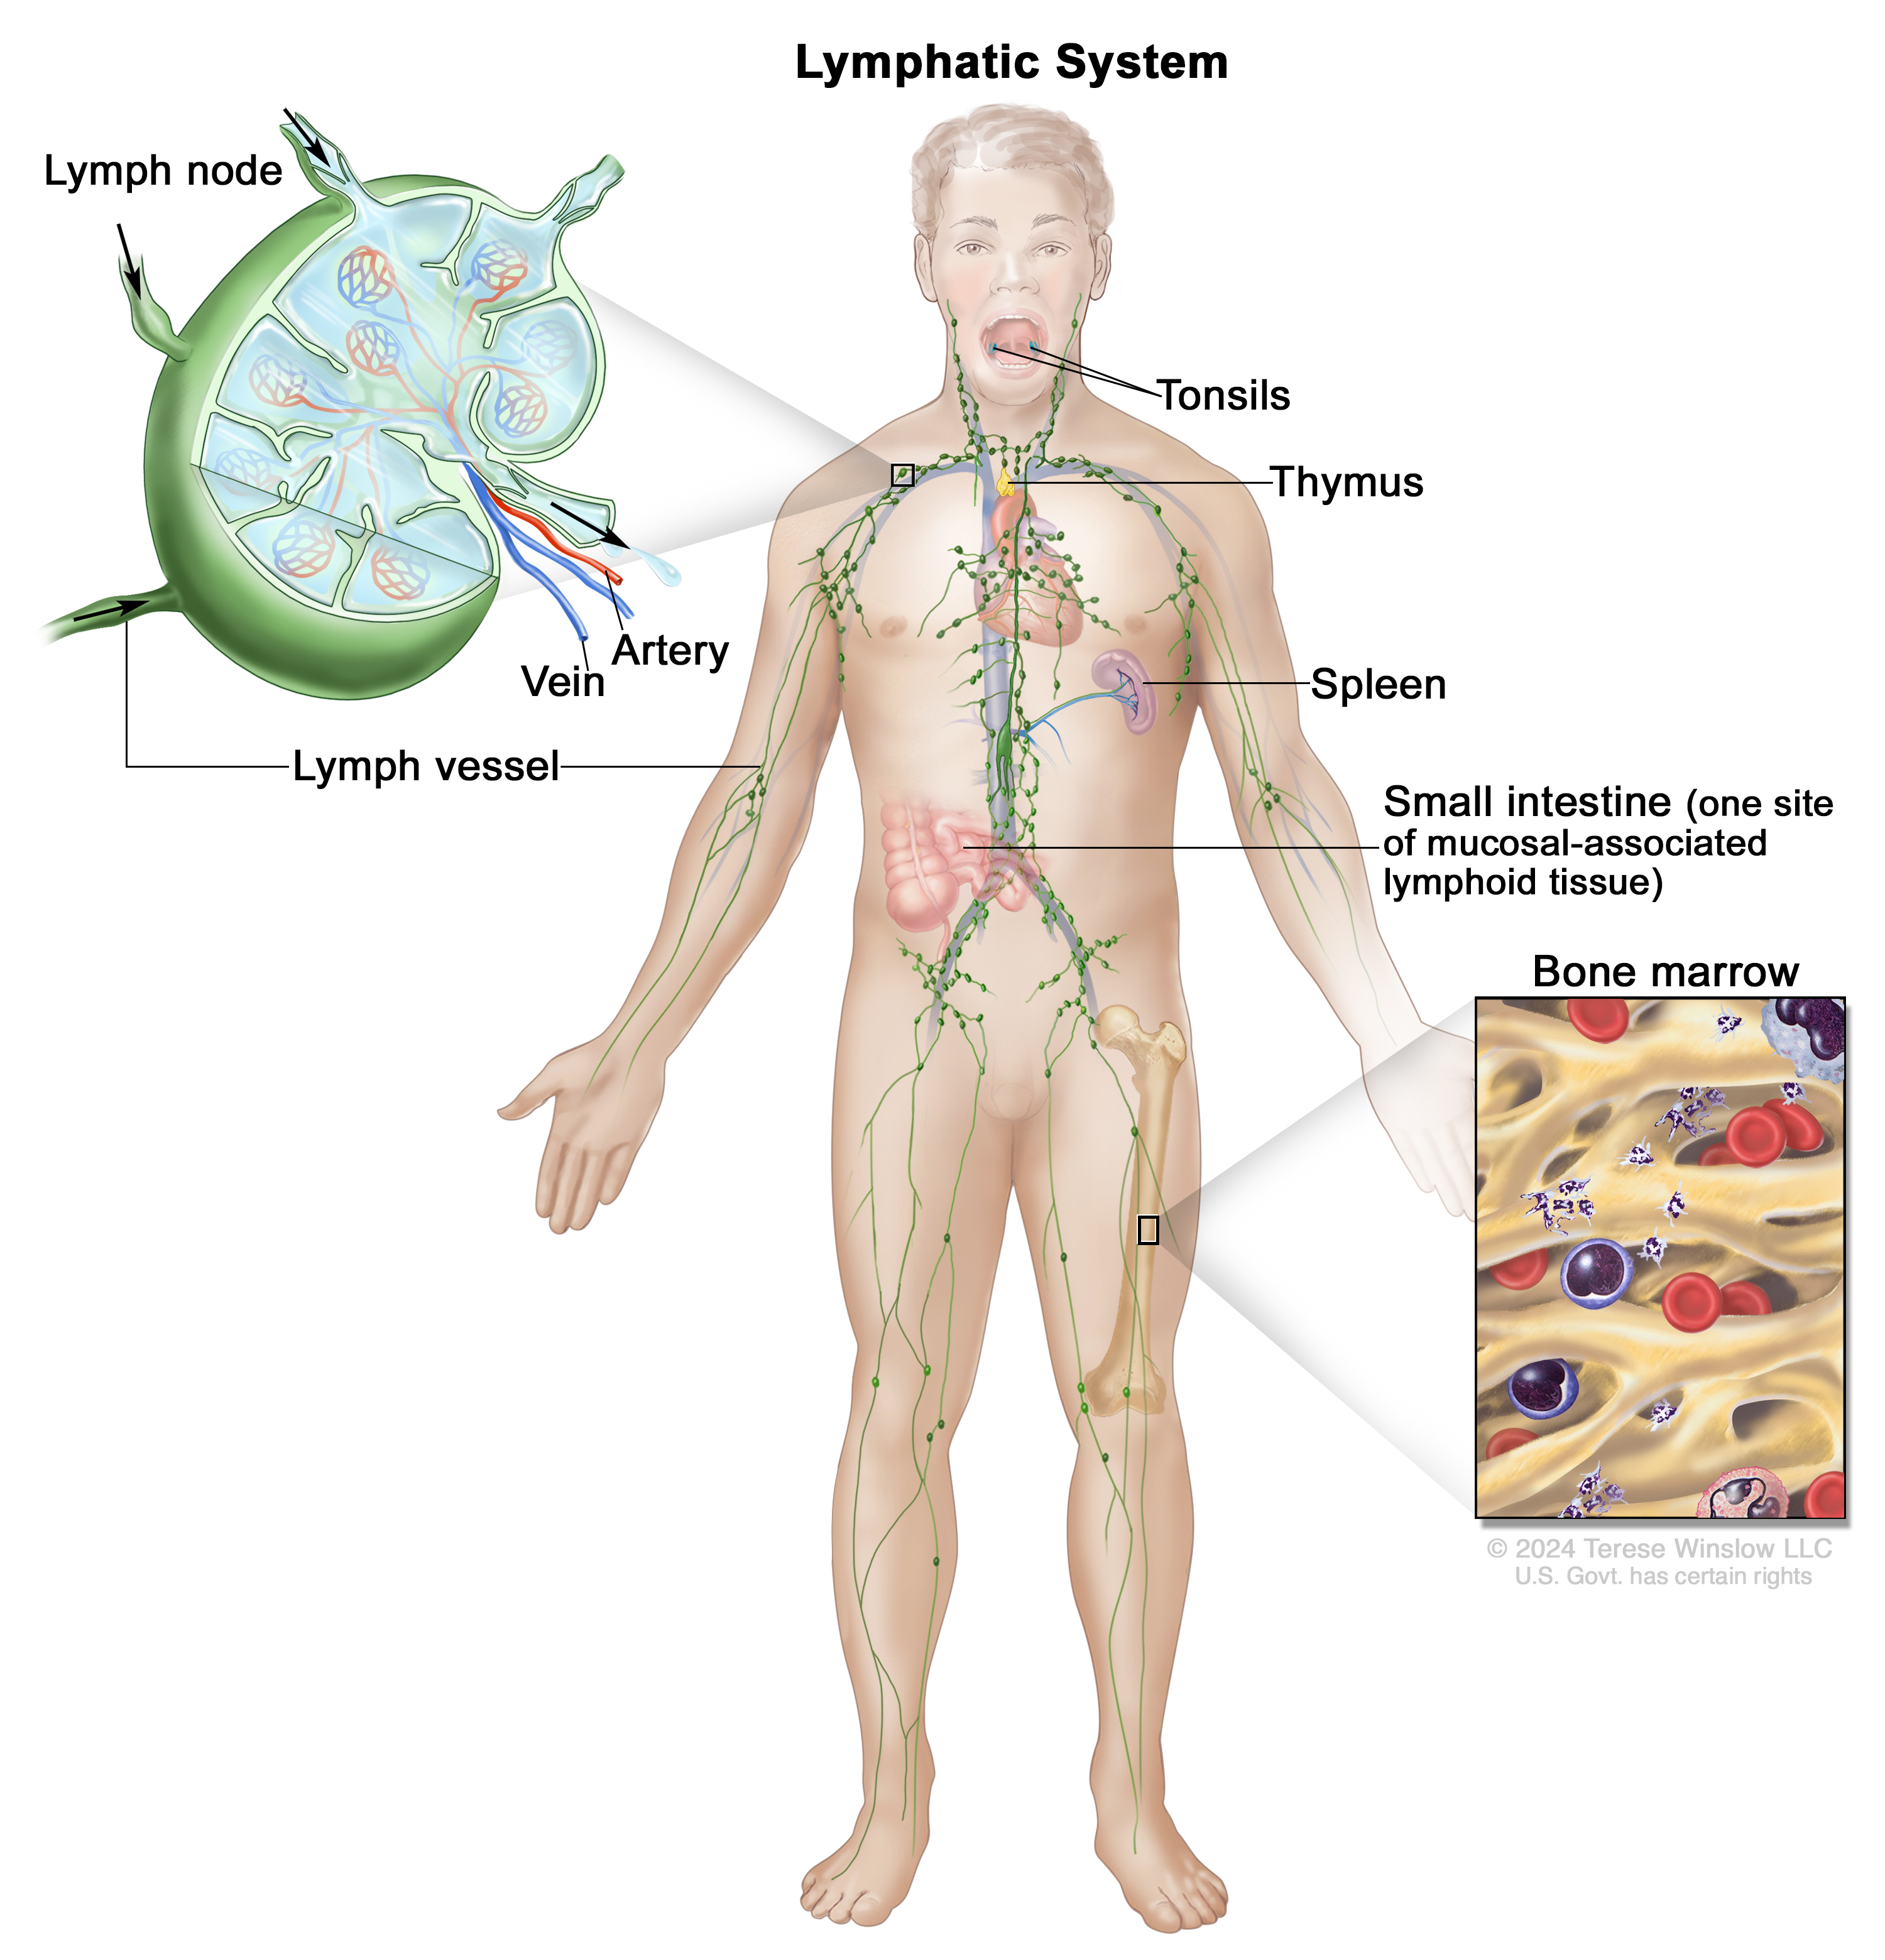 Lymphatic System
Lymph node
Tonsils
Thymus
Artery
Vein
Spleen
Lymph vessel
Small intestine (one site
of mucosal-associated
lymphoid tissue)
Bone marrow
© 2024 Terese Winslow LLC
U.S. Govt. has certain rights